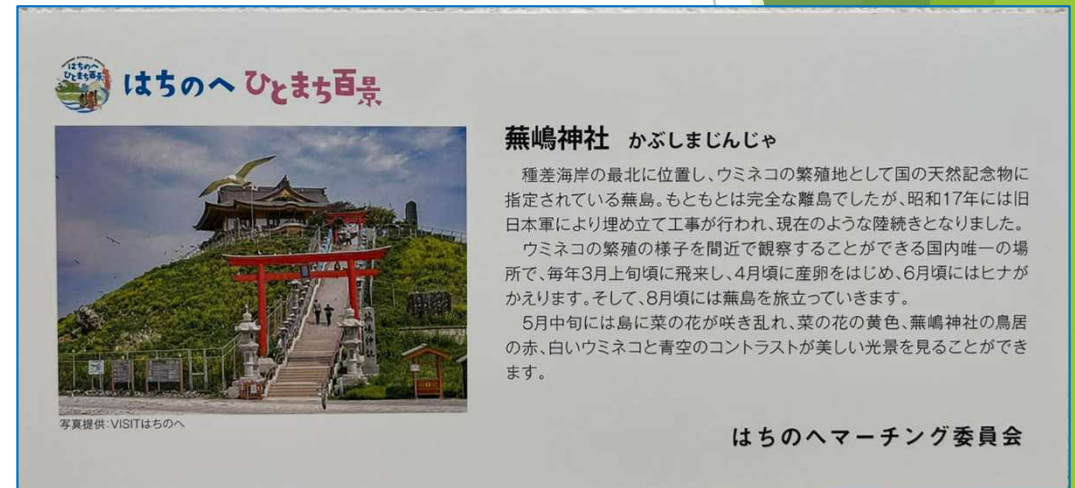 はちのへ
ひとまち百景
はちのへ ひとまち百景
蕪嶋神社 かぶしまじんじゃ
種差海岸の最北に位置し、ウミネコの繁殖地として国の天然記念物に
指定されている蕪島。もともとは完全な離島でしたが、昭和17年には旧
日本軍により埋め立て工事が行われ、現在のような陸続きとなりました。
ウミネコの繁殖の様子を間近で観察することができる国内唯一の場
所で、毎年3月上旬頃に飛来し、4月頃に産卵をはじめ、6月頃にはヒナが
かえります。そして、8月頃には蕪島を旅立っていきます。
5月中旬には島に菜の花が咲き乱れ、菜の花の黄色、蕪嶋神社の鳥居
の赤、白いウミネコと青空のコントラストが美しい光景を見ることができ
ます。
蕪嶋神社
写真提供:VISITはちのへ
はちのへマーチング委員会